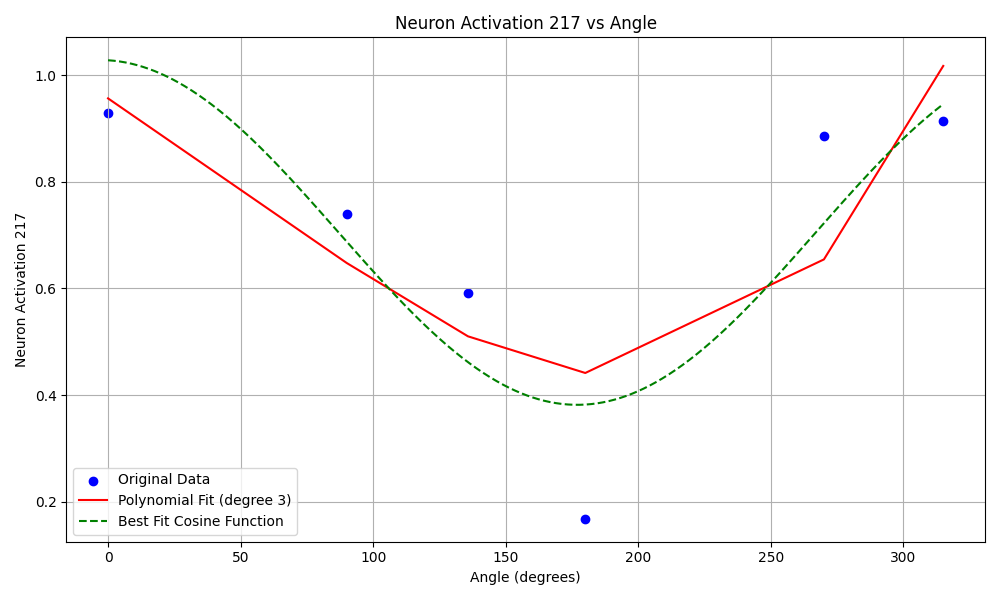 Neuron Activation 217 vs Angle
Neuron Activation 217
1.0
0.8
0.6
0.4
0.2
Original Data
Polynomial Fit (degree 3)
Best Fit Cosine Function
0 50 100 150 200 250 300
Angle (degrees)